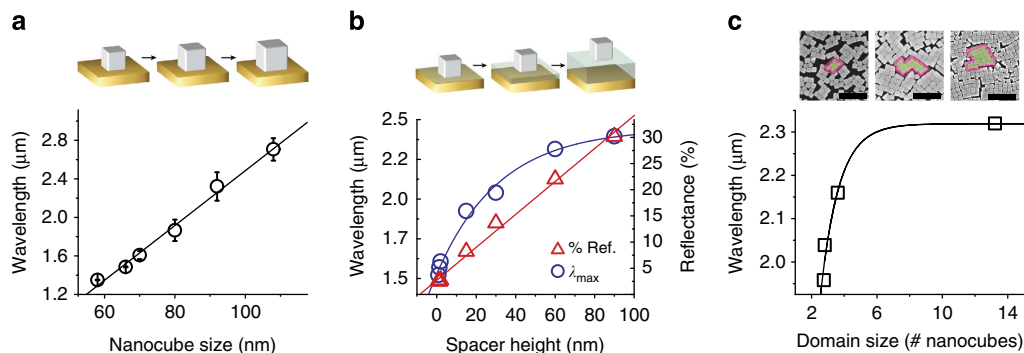 a
2.8
2.4
2.0
1.6
1.2
60
80
100
Wavelength (μm)
Nanocube size (nm)
b
2.5
2.2
2.0
1.7
1.5
0
20
40
60
80
100
30
25
20
15
10
5
Wavelength (μm)
Reflectance (%)
% Ref.
λmax
Spacer height (nm)
c
2.3
2.2
2.1
2.0
2
6
10
14
Wavelength (μm)
Domain size (# nanocubes)